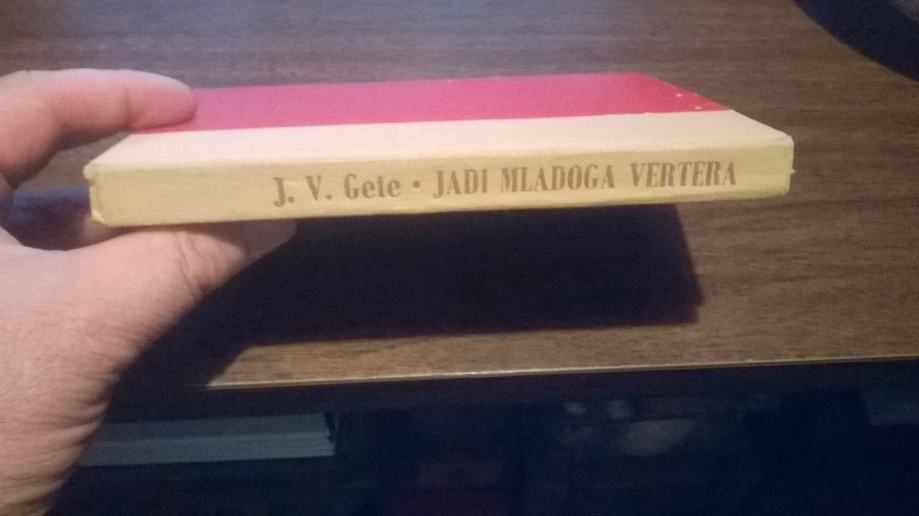 J. V. Gete • JADI MLADOGA VERTERA